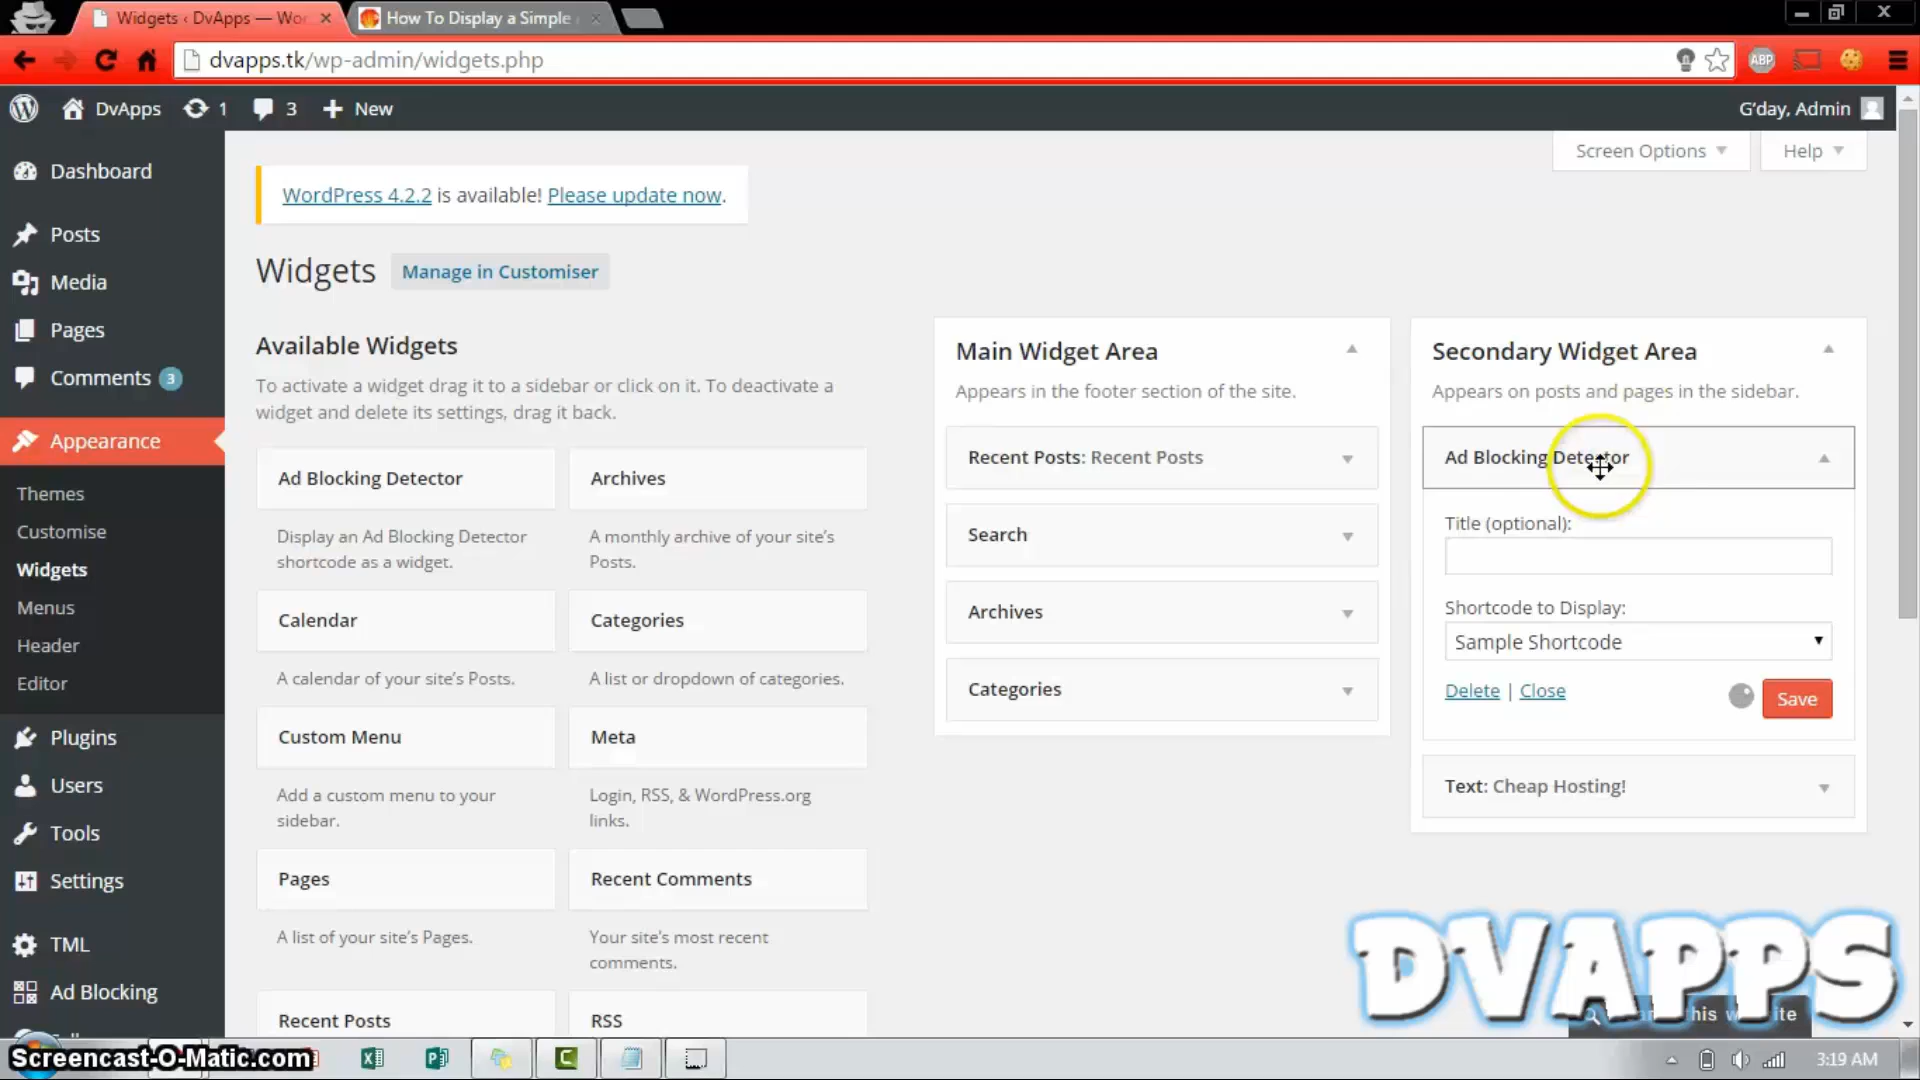 Widgets ‹ DvApps — Wor
How To Display a Simple
dvapps.tk/wp-admin/widgets.php
ABP
DvApps
1
3
New
G'day, Admin
Dashboard
Posts
Media
Pages
Comments 3
Appearance
Themes
Customise
Widgets
Menus
Header
Editor
Plugins
Users
Tools
Settings
TML
Ad Blocking
Screen Options
Help
WordPress 4.2.2 is available! Please update now.
Widgets
Manage in Customiser
Available Widgets
To activate a widget drag it to a sidebar or click on it. To deactivate a
widget and delete its settings, drag it back.
Ad Blocking Detector
Display an Ad Blocking Detector
shortcode as a widget.
Archives
A monthly archive of your site's
Posts.
Calendar
A calendar of your site's Posts.
Categories
A list or dropdown of categories.
Custom Menu
Add a custom menu to your
sidebar.
Meta
Login, RSS, & WordPress.org
links.
Pages
A list of your site's Pages.
Recent Comments
Your site's most recent
comments.
Recent Posts
RSS
Main Widget Area
Appears in the footer section of the site.
Recent Posts: Recent Posts
Search
Archives
Categories
Secondary Widget Area
Appears on posts and pages in the sidebar.
Ad Blocking Detector
Title (optional):
Shortcode to Display:
Sample Shortcode
Delete | Close
Save
Text: Cheap Hosting!
DVAPPS
Screencast-O-Matic.com
3:19 AM